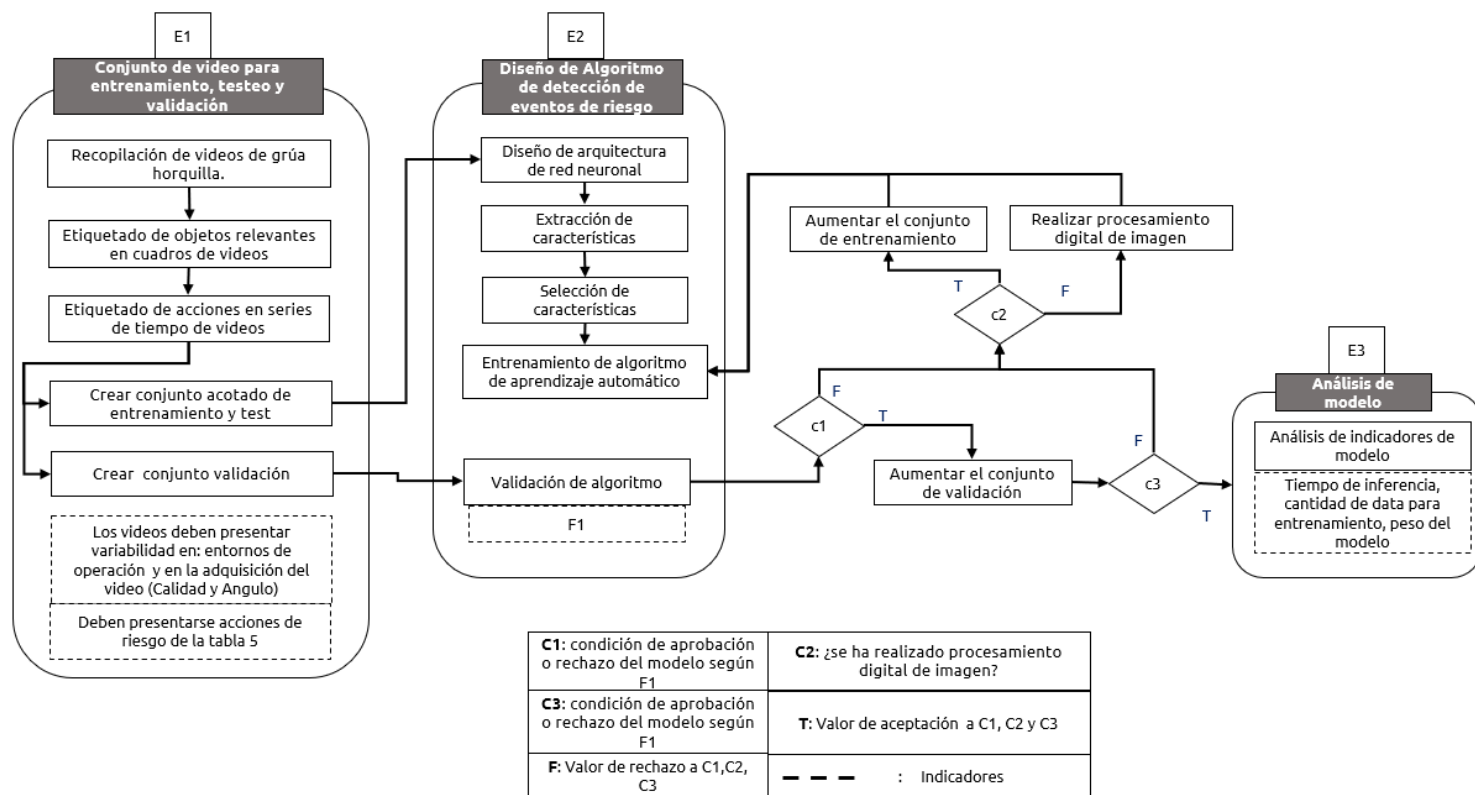 E1
Conjunto de video para
entrenamiento, testeo y
validación
Recopilación de videos de grúa
horquilla.
Etiquetado de objetos relevantes
en cuadros de videos
Etiquetado de acciones en series
de tiempo de videos
Crear conjunto acotado de
entrenamiento y test
Crear conjunto validación
Los videos deben presentar
variabilidad en: entornos de
operación y en la adquisición del
video (Calidad y Angulo)
Deben presentarse acciones de
riesgo de la tabla 5
E2
Diseño de Algoritmo
de detección de
eventos de riesgo
Diseño de arquitectura
de red neuronal
Extracción de
características
Selección de
características
Entrenamiento de algoritmo
de aprendizaje automático
Validación de algoritmo
F1
Aumentar el conjunto
de entrenamiento
Realizar procesamiento
digital de imagen
T
F
c2
F
c1
T
Aumentar el conjunto
de validación
F
c3
T
E3
Análisis de
modelo
Análisis de indicadores de
modelo
Tiempo de inferencia,
cantidad de data para
entrenamiento, peso del
modelo
C1: condición de aprobación
o rechazo del modelo según
F1
C2: ¿se ha realizado procesamiento
digital de imagen?
C3: condición de aprobación
o rechazo del modelo según
F1
T: Valor de aceptación a C1, C2 y C3
F: Valor de rechazo a C1,C2,
C3
: Indicadores